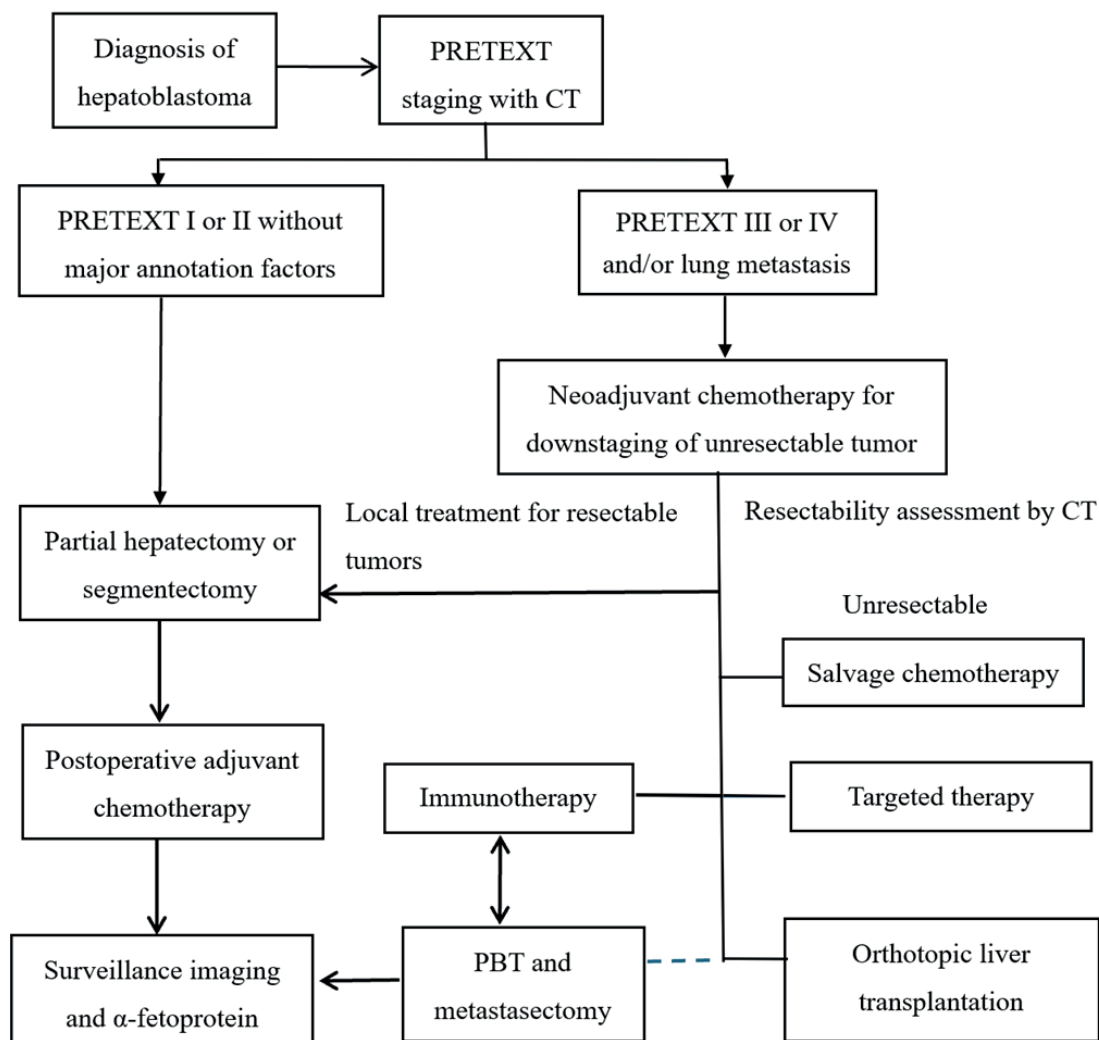 Diagnosis of
hepatoblastoma
PRETEXT
staging with CT
PRETEXT I or II without
major annotation factors
PRETEXT III or IV
and/or lung metastasis
Neoadjuvant chemotherapy for
downstaging of unresectable tumor
Local treatment for resectable
tumors
Resectability assessment by CT
Partial hepatectomy or
segmentectomy
Unresectable
Salvage chemotherapy
Postoperative adjuvant
chemotherapy
Immunotherapy
Targeted therapy
Surveillance imaging
and α-fetoprotein
PBT and
metastasectomy
Orthotopic liver
transplantation